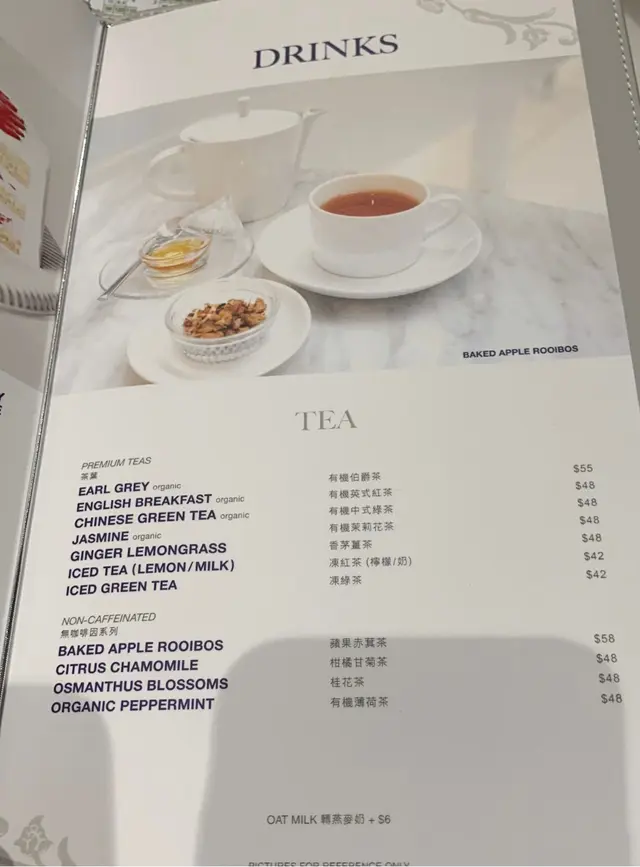 DRINKS
BAKED APPLE ROOIBOS
TEA
PREMIUM TEAS
茶葉
EARL GREY organic 有機伯爵茶 $55
ENGLISH BREAKFAST organic 有機英式紅茶 $48
CHINESE GREEN TEA organic 有機中式綠茶 $48
JASMINE organic 有機茉莉花茶 $48
GINGER LEMONGRASS 香茅薑茶 $48
ICED TEA (LEMON/MILK) 凍紅茶 (檸檬/奶) $42
ICED GREEN TEA 凍綠茶 $42
NON-CAFFEINATED
無咖啡因系列
BAKED APPLE ROOIBOS 蘋果赤萁茶 $58
CITRUS CHAMOMILE 柑橘甘菊茶 $48
OSMANTHUS BLOSSOMS 桂花茶 $48
ORGANIC PEPPERMINT 有機薄荷茶 $48
OAT MILK 轉燕麥奶 + $6
PICTURES FOR REFERENCE ONLY